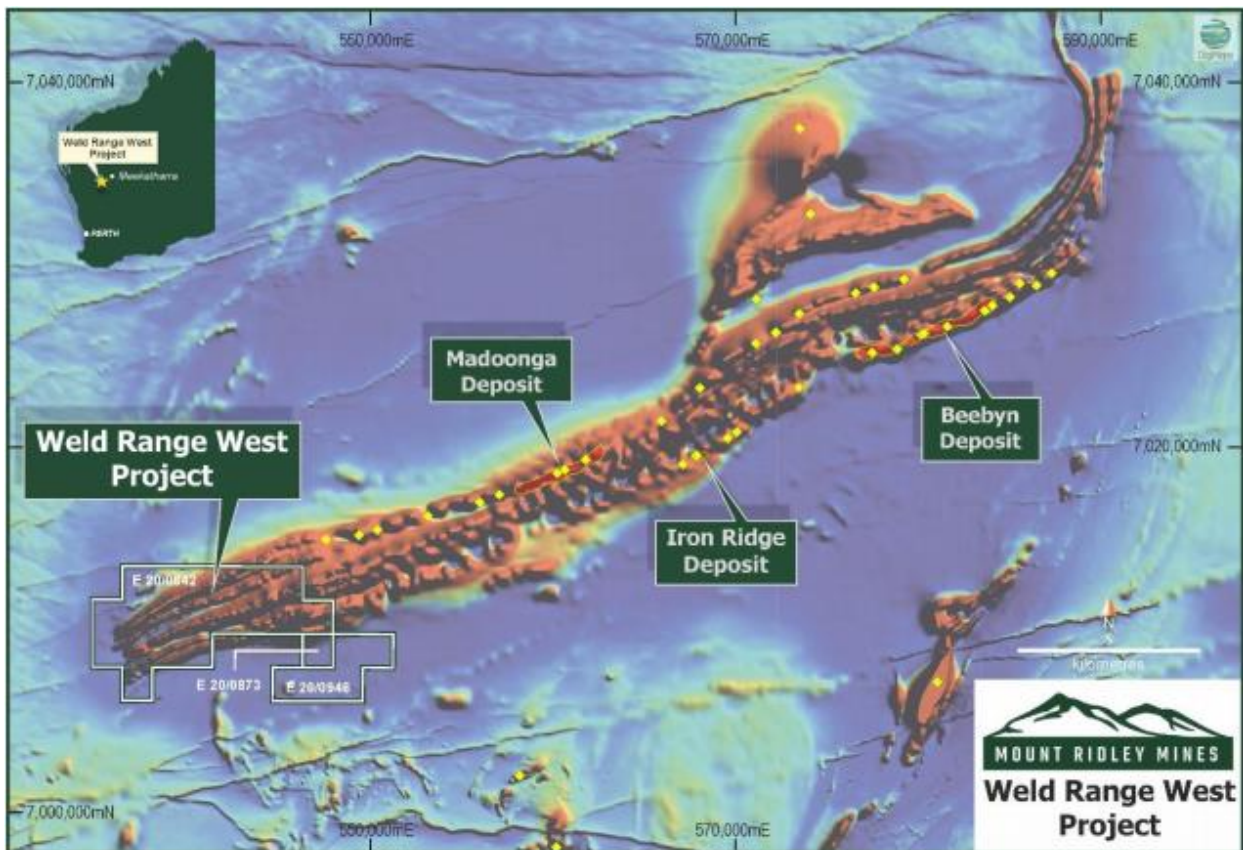 550,000mE
570,000mE
590,000mE
7,040,000mN
7,040,000mN
Weld Range West
Project
Meekatharra
PERTH
Madoonga
Deposit
Weld Range West
Project
Beebyn
Deposit
7,020,000mN
Iron Ridge
Deposit
E 20/0842
E 20/0873
E 20/0946
kilometres
MOUNT RIDLEY MINES
Weld Range West
Project
7,000,000mN
550,000mE
570,000mE